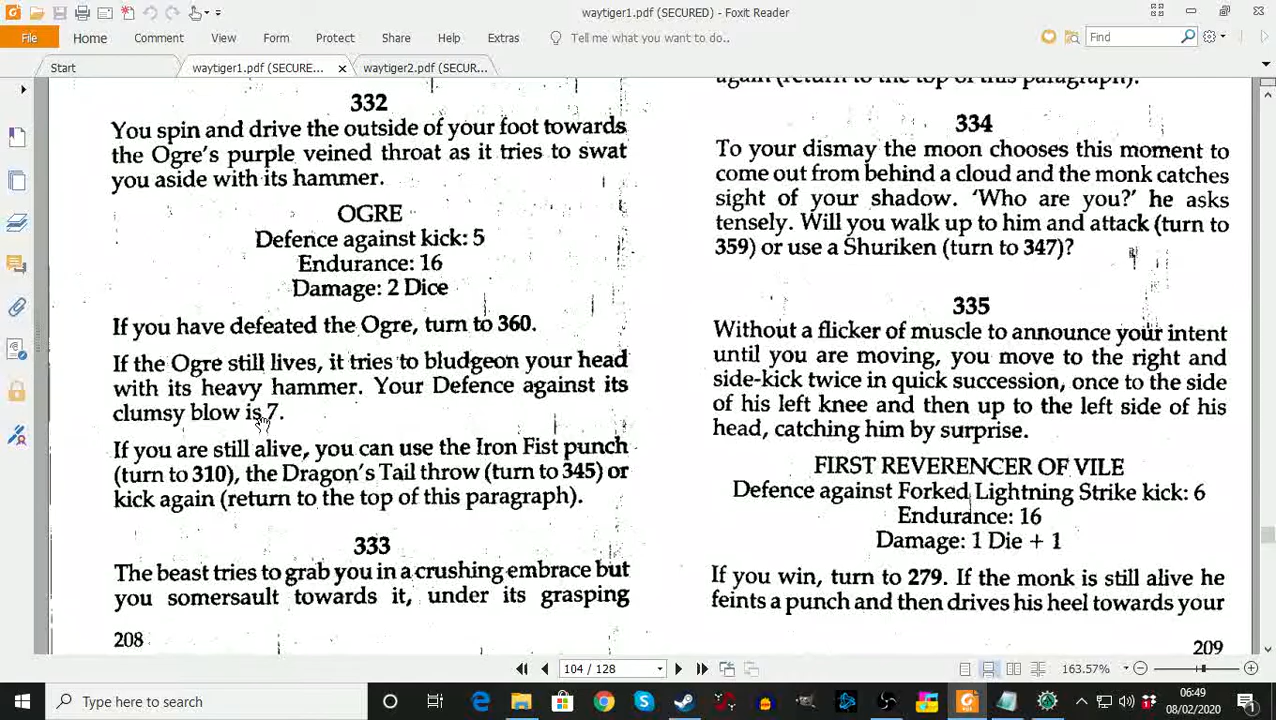 waytiger1.pdf (SECURED) - Foxit Reader
File
Home
Comment
View
Form
Protect
Share
Help
Extras
Tell me what you want to do..
Find
Start
waytiger1.pdf (SECURE...
waytiger2.pdf (SECUR...
332
You spin and drive the outside of your foot towards
the Ogre's purple veined throat as it tries to swat
you aside with its hammer.
OGRE
Defence against kick: 5
Endurance: 16
Damage: 2 Dice
If you have defeated the Ogre, turn to 360.
If the Ogre still lives, it tries to bludgeon your head
with its heavy hammer. Your Defence against its
clumsy blow is 7.
If you are still alive, you can use the Iron Fist punch
(turn to 310), the Dragon's Tail throw (turn to 345) or
kick again (return to the top of this paragraph).
333
The beast tries to grab you in a crushing embrace but
you somersault towards it, under its grasping
208
again (return to the top of this paragraph).
334
To your dismay the moon chooses this moment to
come out from behind a cloud and the monk catches
sight of your shadow. 'Who are you?' he asks
tensely. Will you walk up to him and attack (turn to
359) or use a Shuriken (turn to 347)?
335
Without a flicker of muscle to announce your intent
until you are moving, you move to the right and
side-kick twice in quick succession, once to the side
of his left knee and then up to the left side of his
head, catching him by surprise.
FIRST REVERENCER OF VILE
Defence against Forked Lightning Strike kick: 6
Endurance: 16
Damage: 1 Die + 1
If you win, turn to 279. If the monk is still alive he
feints a punch and then drives his heel towards your
209
104 / 128
163.57%
Type here to search
06:49
08/02/2020